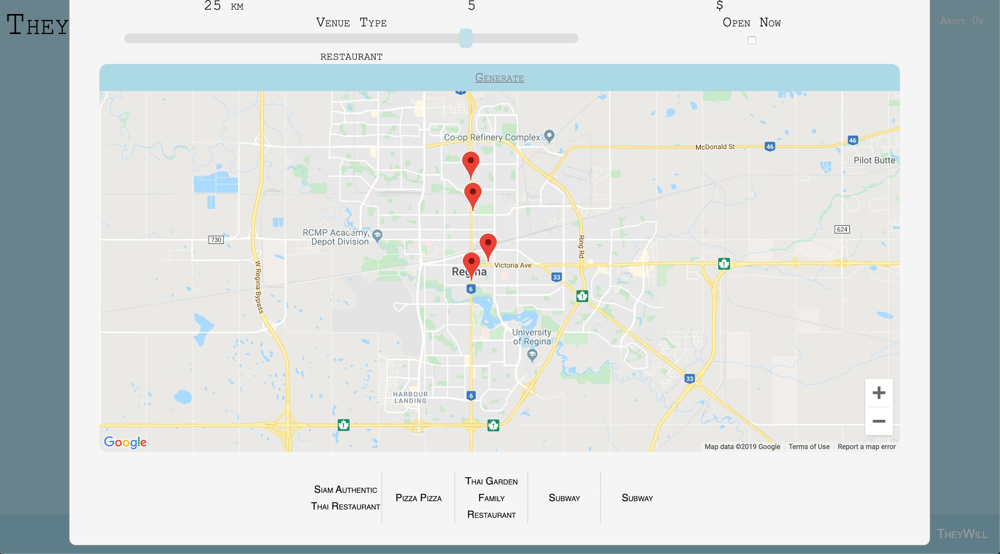 25 km
5
$
They
About Us
Venue Type
Open Now
RESTAURANT
Generate
Co-op Refinery Complex
McDonald St
46
46
Pilot Butte
RCMP Academy,
Depot Division
730
624
Ring Rd
Victoria Ave
Regina
1
33
6
1
W Regina Bypass
University
of Regina
33
HARBOUR
LANDING
6
1
1
Google
Map data ©2019 Google
Terms of Use
Report a map error
Siam Authentic
Thai Restaurant
Pizza Pizza
Thai Garden
Family
Restaurant
Subway
Subway
TheyWill